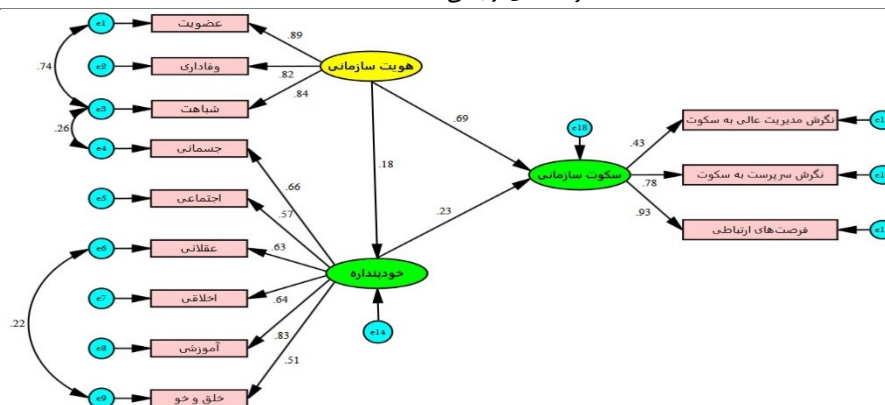 e1
عضویت
.89
.74
e2
وفاداری
.82
هویت سازمانی
e3
شباهت
.84
.26
e4
جسمانی
.69
e18
.43
نگرش مدیریت عالی به سکوت
.18
.66
سکوت سازمانی
.78
نگرش سرپرست به سکوت
e5
اجتماعی
.57
.23
.93
فرصت‌های ارتباطی
e6
عقلانی
.63
خودپنداره
.22
e7
اخلاقی
.64
e14
e8
آموزشی
.83
.51
e9
خلق و خو